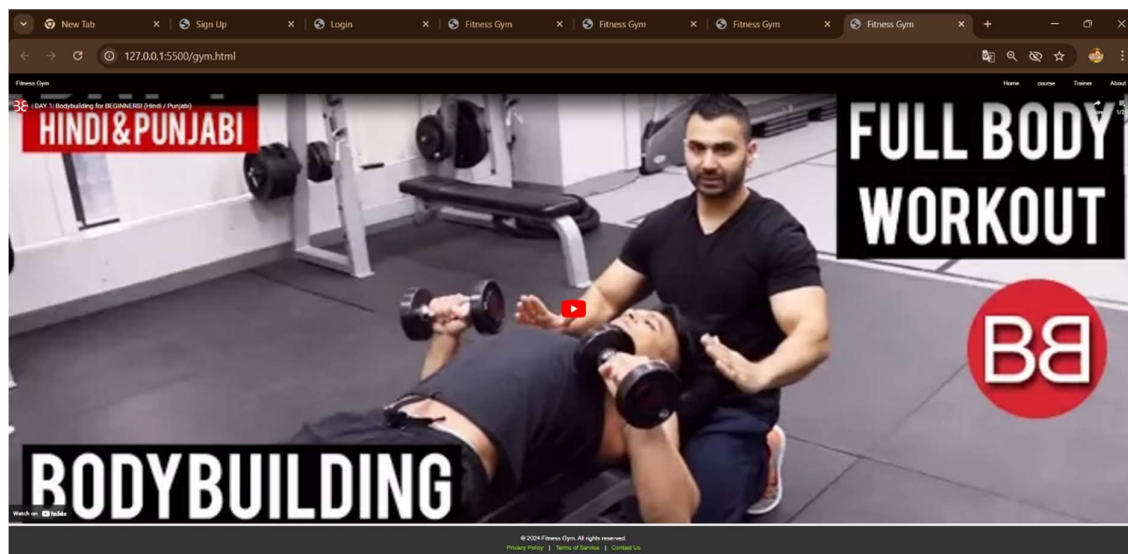 New Tab
Sign Up
Login
Fitness Gym
Fitness Gym
Fitness Gym
Fitness Gym
127.0.0.1:5500/gym.html
Fitness Gym
Home course Trainer About
| DAY 1| Bodybuilding for BEGINNERS! (Hindi / Punjabi)
HINDI & PUNJABI
FULL BODY
WORKOUT
BB
BODYBUILDING
Watch on YouTube
© 2024 Fitness Gym. All rights reserved.
Privacy Policy | Terms of Service | Contact Us